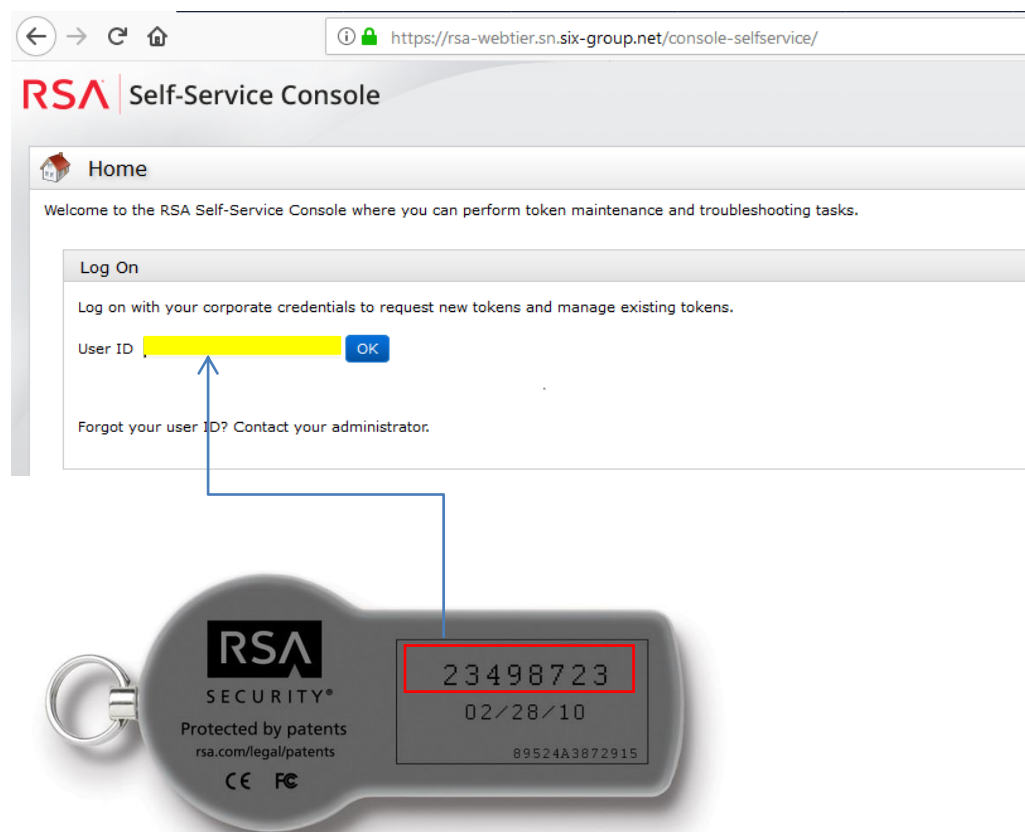 https://rsa-webtier.sn.six-group.net/console-selfservice/
RSA Self-Service Console
Home
Welcome to the RSA Self-Service Console where you can perform token maintenance and troubleshooting tasks.
Log On
Log on with your corporate credentials to request new tokens and manage existing tokens.
User ID OK
Forgot your user ID? Contact your administrator.
RSA
SECURITY®
Protected by patents
rsa.com/legal/patents
CE FC
23498723
02/28/10
89524A3872915